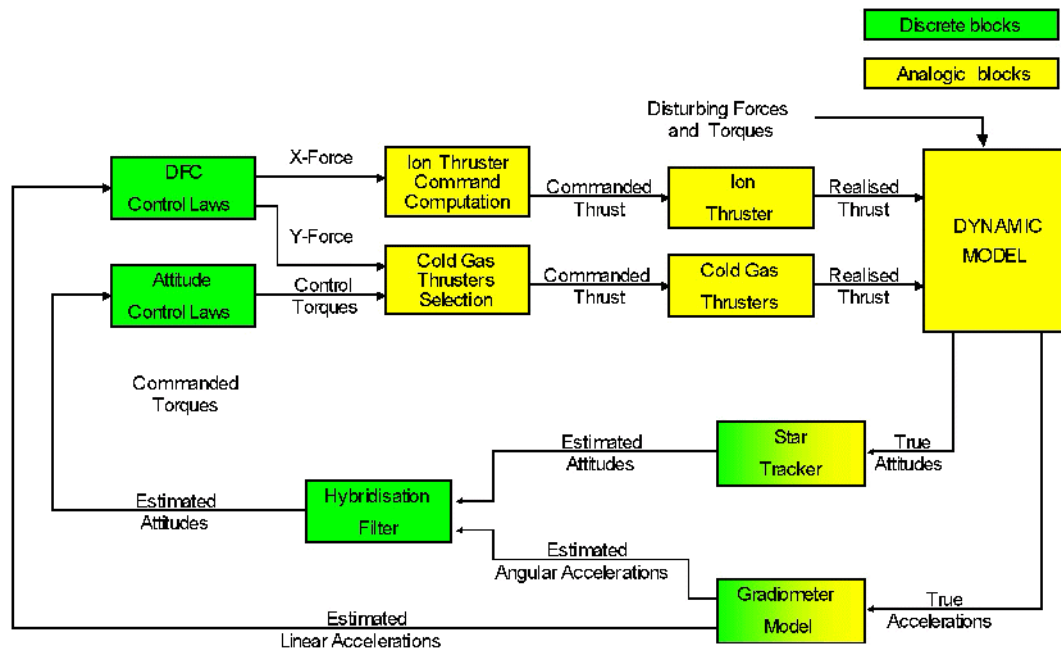 Discrete blocks
Analogic blocks
Disturbing Forces
and Torques
DFC
Control Laws
X-Force
Ion Thruster
Command
Computation
Commanded
Thrust
Ion
Thruster
Realised
Thrust
DYNAMIC
MODEL
Y-Force
Attitude
Control Laws
Control
Torques
Cold Gas
Thrusters
Selection
Commanded
Thrust
Cold Gas
Thrusters
Realised
Thrust
Commanded
Torques
Estimated
Attitudes
Star
Tracker
True
Attitudes
Estimated
Attitudes
Hybridisation
Filter
Estimated
Angular Accelerations
Gradiometer
Model
True
Accelerations
Estimated
Linear Accelerations